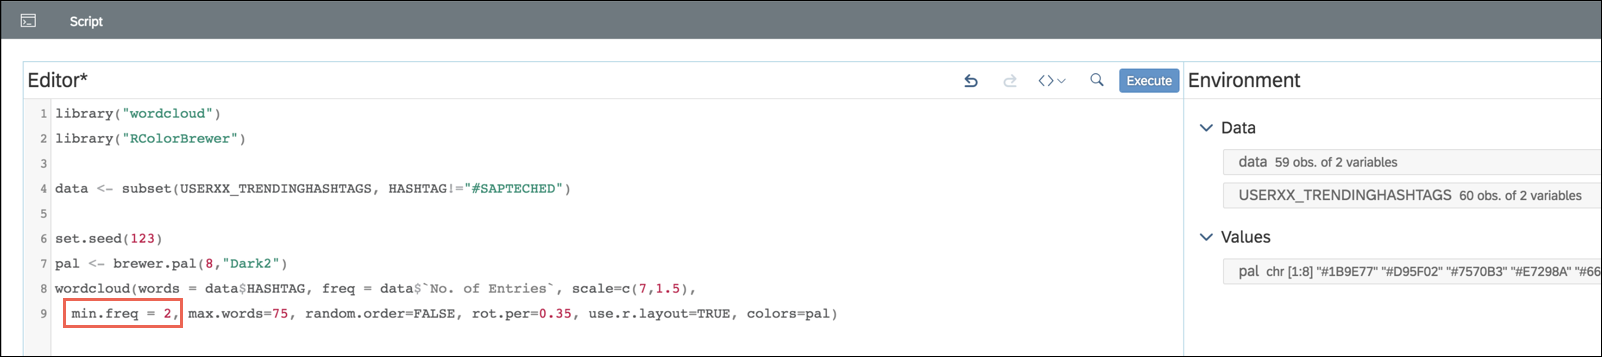 Script
Editor*
Execute
1 library("wordcloud")
2 library("RColorBrewer")
3
4 data <- subset(USERXX_TRENDINGHASHTAGS, HASHTAG!="#SAPTECHED")
5
6 set.seed(123)
7 pal <- brewer.pal(8,"Dark2")
8 wordcloud(words = data$HASHTAG, freq = data$`No. of Entries`, scale=c(7,1.5),
9 min.freq = 2, max.words=75, random.order=FALSE, rot.per=0.35, use.r.layout=TRUE, colors=pal)
Environment
Data
data 59 obs. of 2 variables
USERXX_TRENDINGHASHTAGS 60 obs. of 2 variables
Values
pal chr [1:8] "#1B9E77" "#D95F02" "#7570B3" "#E7298A" "#66